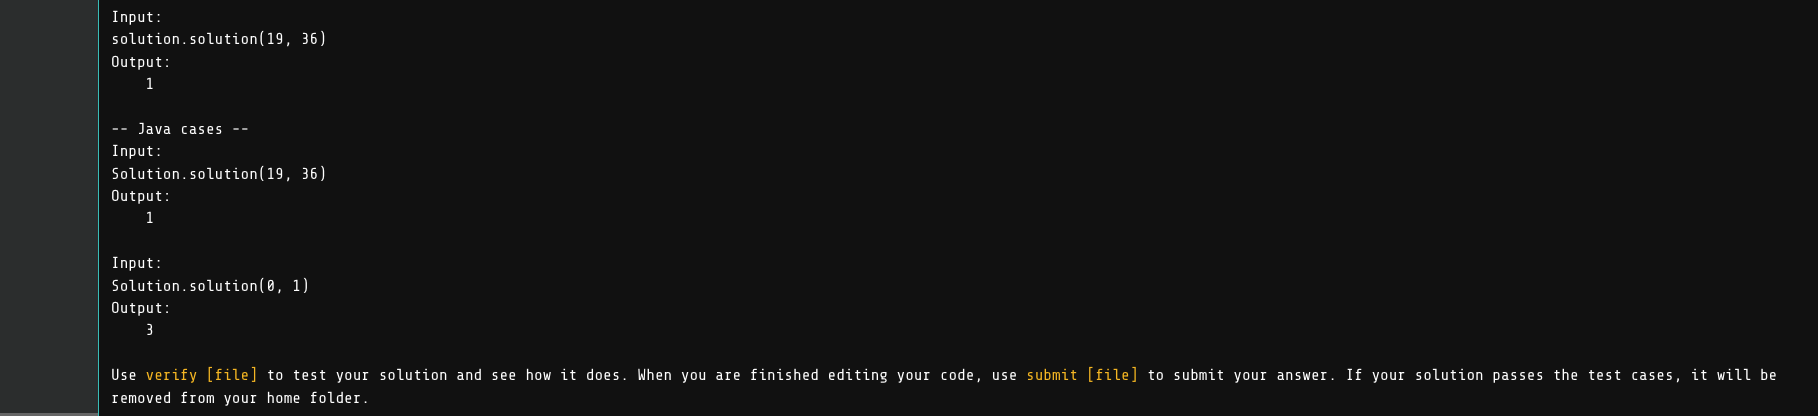 Input:
solution.solution(19, 36)
Output:
    1

-- Java cases --
Input:
Solution.solution(19, 36)
Output:
    1

Input:
Solution.solution(0, 1)
Output:
    3

Use verify [file] to test your solution and see how it does. When you are finished editing your code, use submit [file] to submit your answer. If your solution passes the test cases, it will be
removed from your home folder.